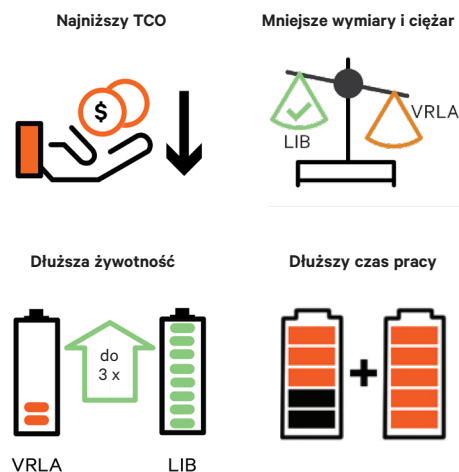 Najniższy TCO
Mniejsze wymiary i ciężar
$
VRLA
LIB
Dłuższa żywotność
Dłuższy czas pracy
do
3 x
VRLA
LIB